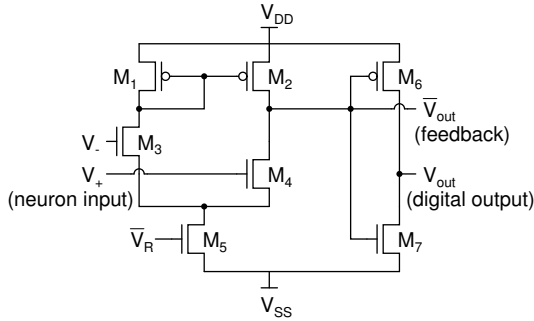 V_DD
M_1
M_2
M_6
V̅_out
(feedback)
V_-
M_3
V_+
(neuron input)
M_4
V_out
(digital output)
V̅_R
M_5
M_7
V_SS